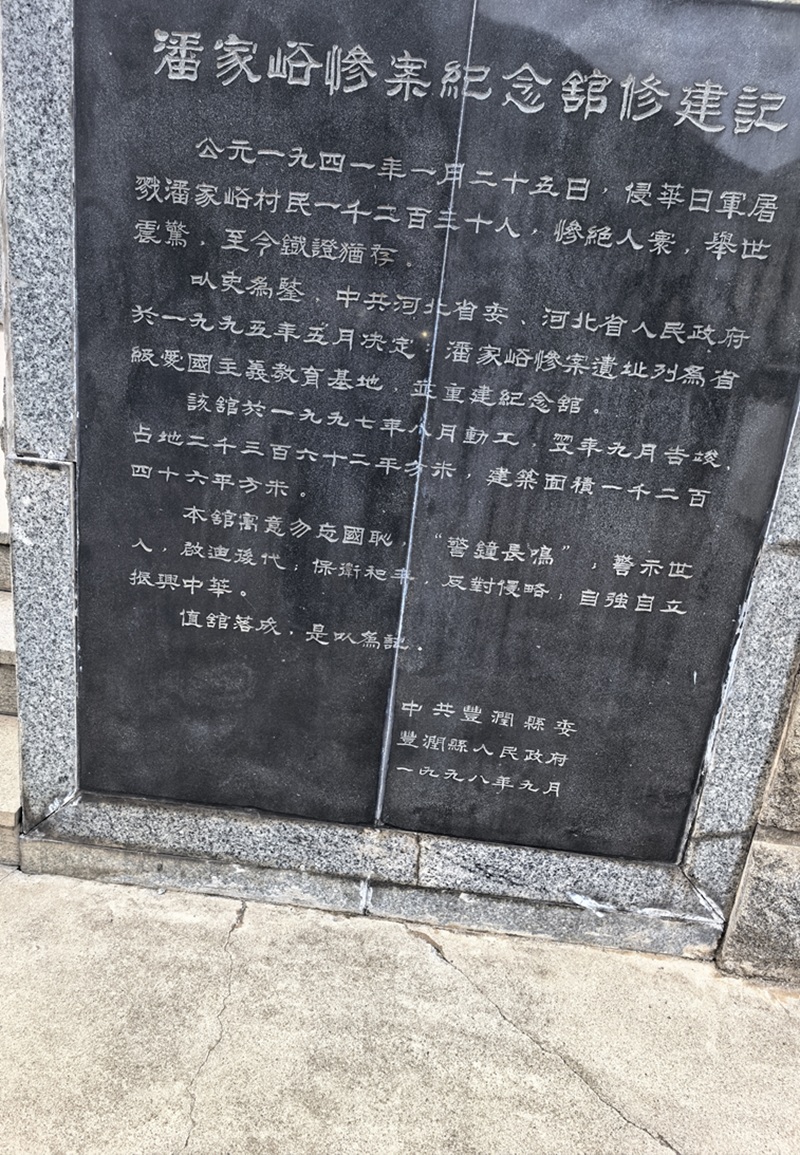 潘家峪慘案紀念舘修建記
公元一九四一年一月二十五日，侵華日軍屠
戮潘家峪村民一千二百三十人，慘絕人寰，舉世
震驚，至今鐵證猶存。
以史為鑒，中共河北省委、河北省人民政府
於一九九五年五月决定：潘家峪慘案遺址列為省
級愛國主義教育基地，並重建紀念舘。
該舘於一九九七年八月動工，翌年九月告竣，
占地二千三百六十二平方米，建築面積一千二百
四十六平方米。
本舘寓意勿忘國恥，“警鐘長鳴”；警示世
人，啟迪後代；保衛和平，反對侵略；自強自立
振興中華。
值舘落成，是以為記。
中共豐潤縣委
豐潤縣人民政府
一九九八年九月